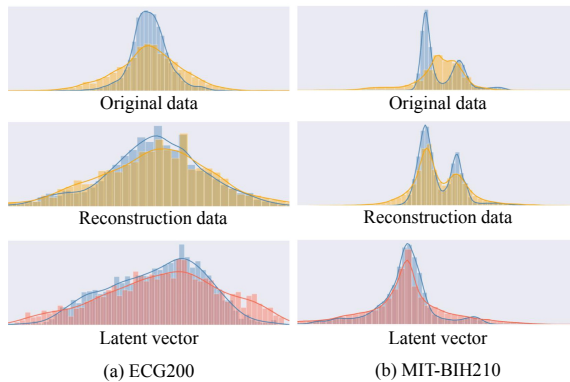 Original data
Original data
Reconstruction data
Reconstruction data
Latent vector
Latent vector
(a) ECG200
(b) MIT-BIH210